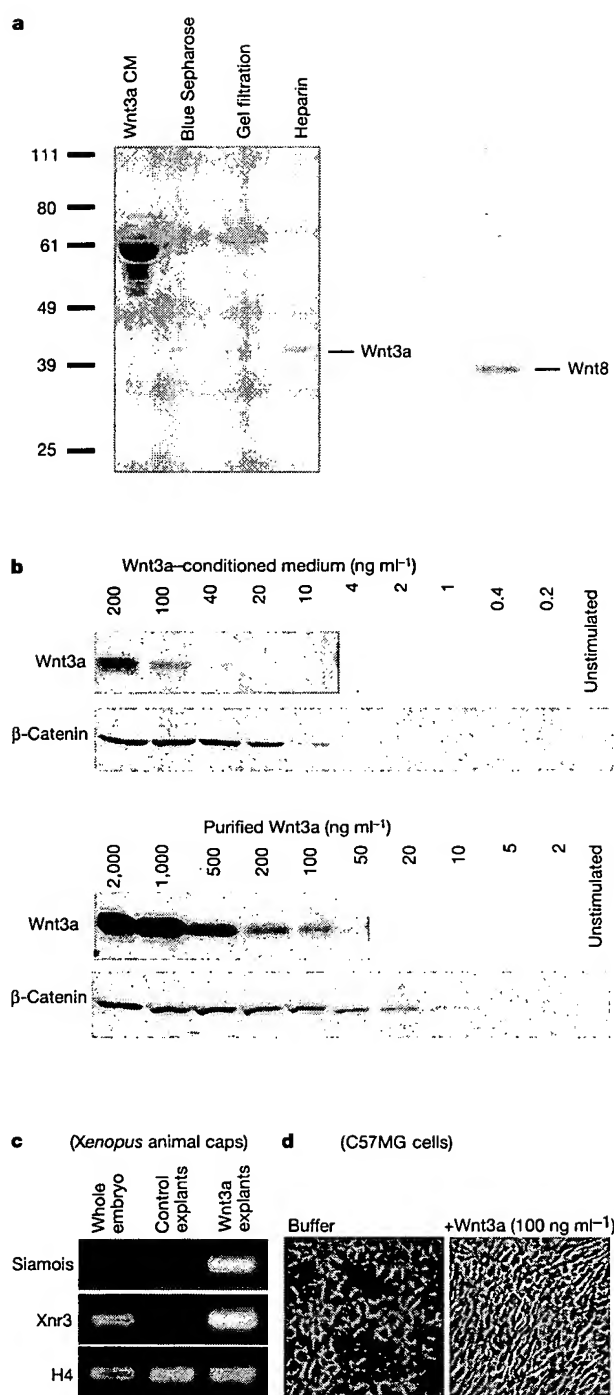 a
Wnt3a CM
Blue Sepharose
Gel filtration
Heparin
111
80
61
49
39
25
Wnt3a
Wnt8
b
Wnt3a–conditioned medium (ng ml⁻¹)
200 100 40 20 10 4 2 1 0.4 0.2 Unstimulated
Wnt3a
β-Catenin
Purified Wnt3a (ng ml⁻¹)
2,000 1,000 500 200 100 50 20 10 5 2 Unstimulated
Wnt3a
β-Catenin
c (Xenopus animal caps)
Whole embryo
Control explants
Wnt3a explants
Siamois
Xnr3
H4
d (C57MG cells)
Buffer
+Wnt3a (100 ng ml⁻¹)